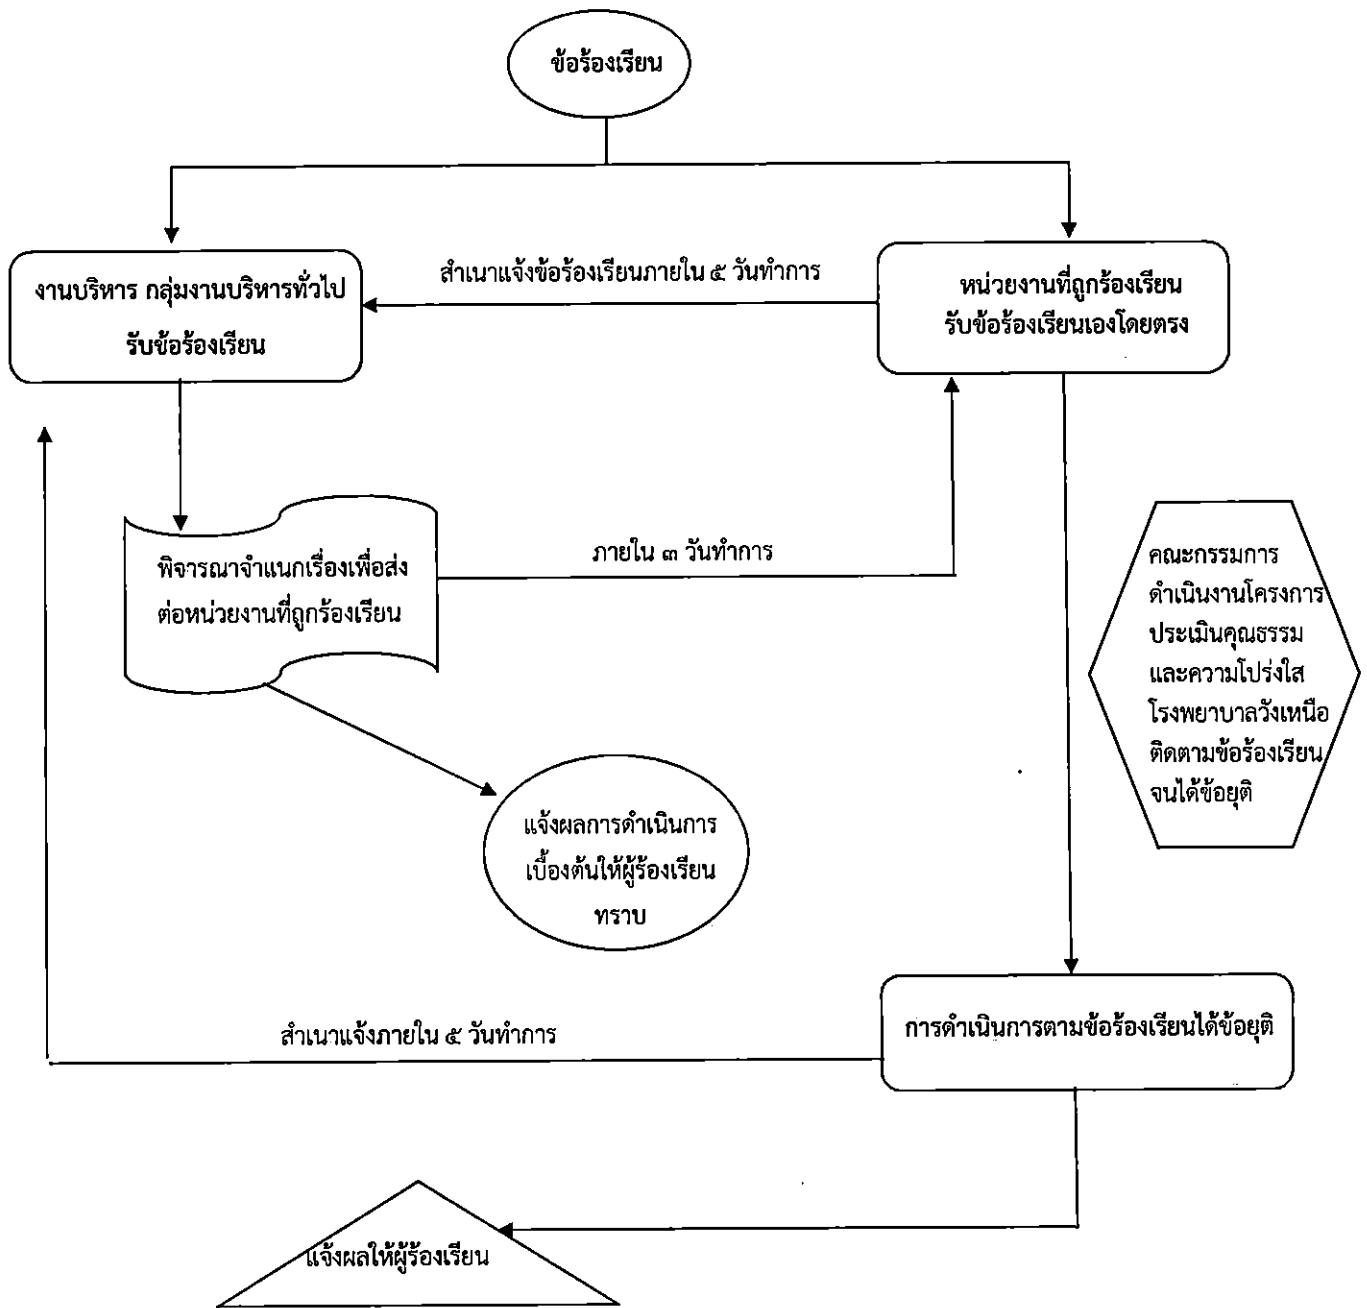 ข้อร้องเรียน
งานบริหาร กลุ่มงานบริหารทั่วไป
รับข้อร้องเรียน
สำเนาแจ้งข้อร้องเรียนภายใน ๕ วันทำการ
หน่วยงานที่ถูกร้องเรียน
รับข้อร้องเรียนเองโดยตรง
พิจารณาจำแนกเรื่องเพื่อส่ง
ต่อหน่วยงานที่ถูกร้องเรียน
ภายใน ๓ วันทำการ
คณะกรรมการ
ดำเนินงานโครงการ
ประเมินคุณธรรม
และความโปร่งใส
โรงพยาบาลวังเหนือ
ติดตามข้อร้องเรียน
จนได้ข้อยุติ
แจ้งผลการดำเนินการ
เบื้องต้นให้ผู้ร้องเรียน
ทราบ
สำเนาแจ้งภายใน ๕ วันทำการ
การดำเนินการตามข้อร้องเรียนได้ข้อยุติ
แจ้งผลให้ผู้ร้องเรียน